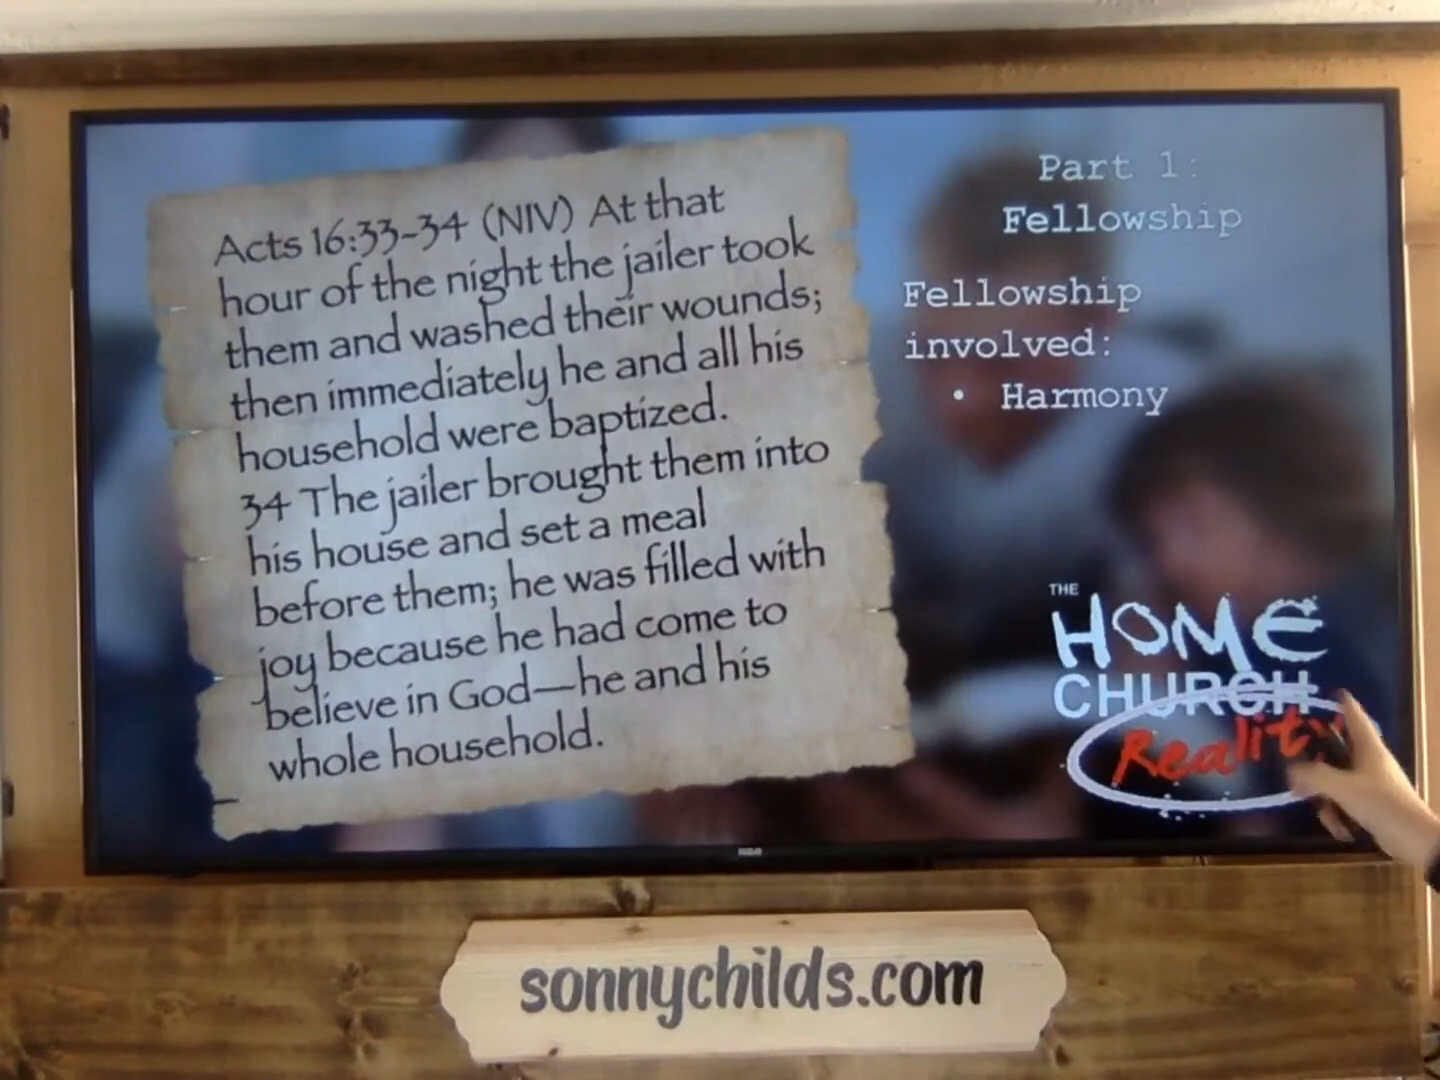 Acts 16:33-34 (NIV) At that
hour of the night the jailer took
them and washed their wounds;
then immediately he and all his
household were baptized.
34 The jailer brought them into
his house and set a meal
before them; he was filled with
joy because he had come to
believe in God—he and his
whole household.
Part 1:
Fellowship
Fellowship
involved:
• Harmony
THE
HOME
CHURCH
Reality
RCA
sonnychilds.com